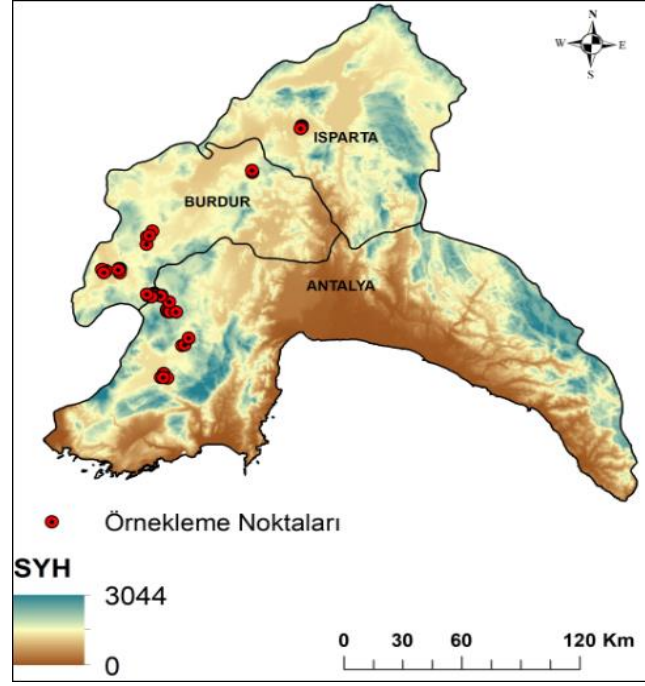 N
W E
S
ISPARTA
BURDUR
ANTALYA
Örnekleme Noktaları
SYH
3044
0
0 30 60 120 Km